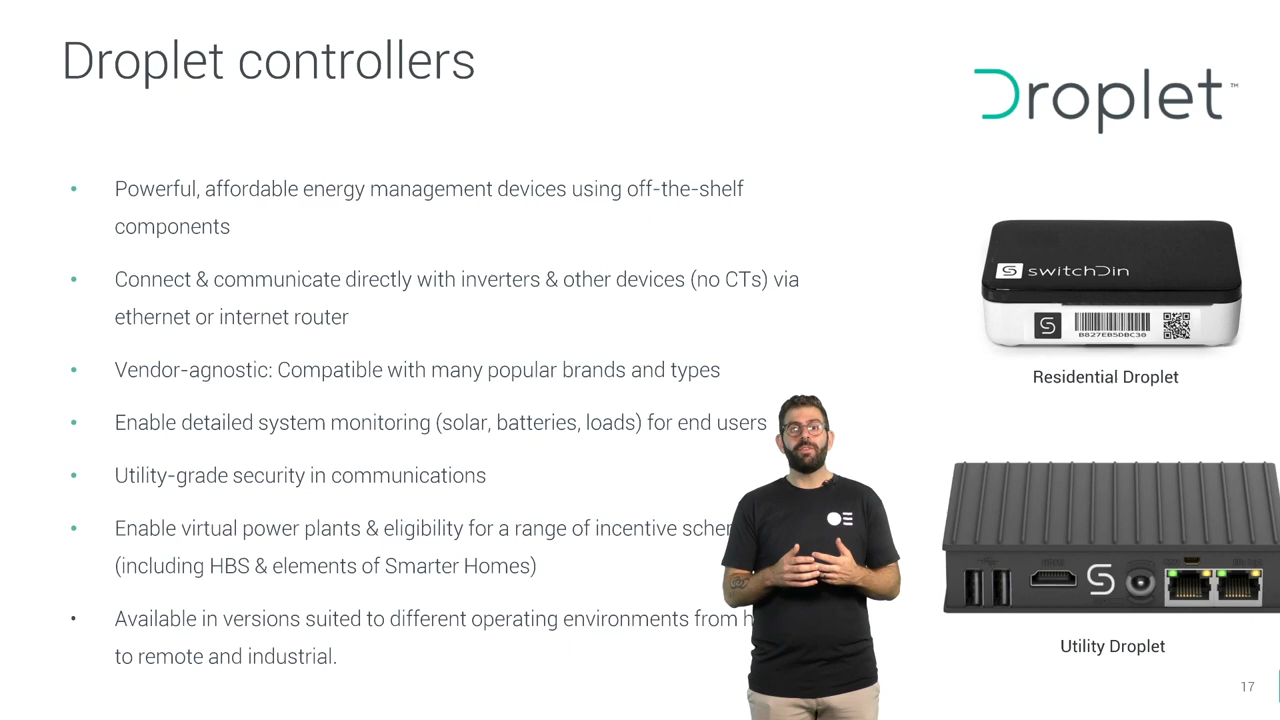 Droplet controllers
Droplet™
• Powerful, affordable energy management devices using off-the-shelf
components
• Connect & communicate directly with inverters & other devices (no CTs) via
ethernet or internet router
• Vendor-agnostic: Compatible with many popular brands and types
• Enable detailed system monitoring (solar, batteries, loads) for end users
• Utility-grade security in communications
• Enable virtual power plants & eligibility for a range of incentive
(including HBS & elements of Smarter Homes)
• Available in versions suited to different operating environments from
to remote and industrial.
switchDin
B827EB5DBC30
Residential Droplet
Utility Droplet
17